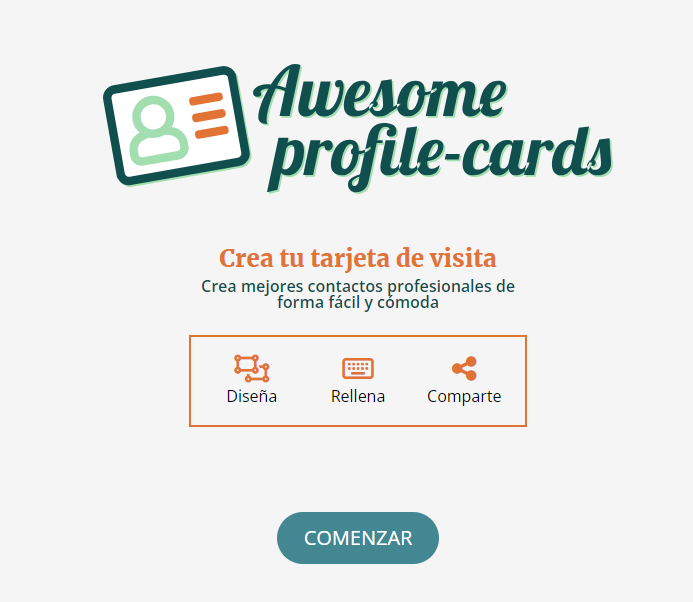 Awesome
profile-cards
Crea tu tarjeta de visita
Crea mejores contactos profesionales de
forma fácil y cómoda
Diseña
Rellena
Comparte
COMENZAR